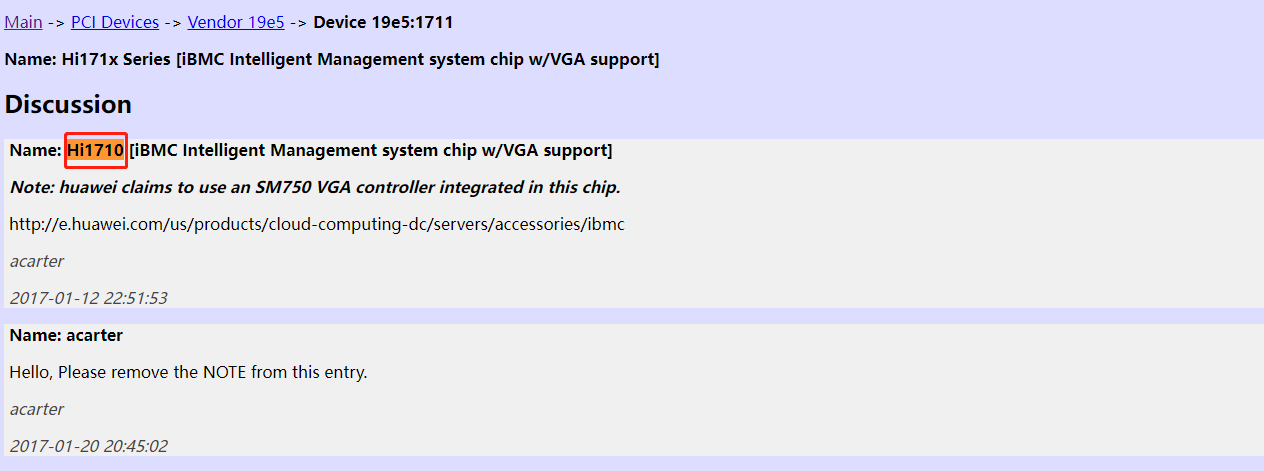 Main -> PCI Devices -> Vendor 19e5 -> Device 19e5:1711
Name: Hi171x Series [iBMC Intelligent Management system chip w/VGA support]
Discussion
Name: Hi1710 [iBMC Intelligent Management system chip w/VGA support]
Note: huawei claims to use an SM750 VGA controller integrated in this chip.
http://e.huawei.com/us/products/cloud-computing-dc/servers/accessories/ibmc
acarter
2017-01-12 22:51:53
Name: acarter
Hello, Please remove the NOTE from this entry.
acarter
2017-01-20 20:45:02